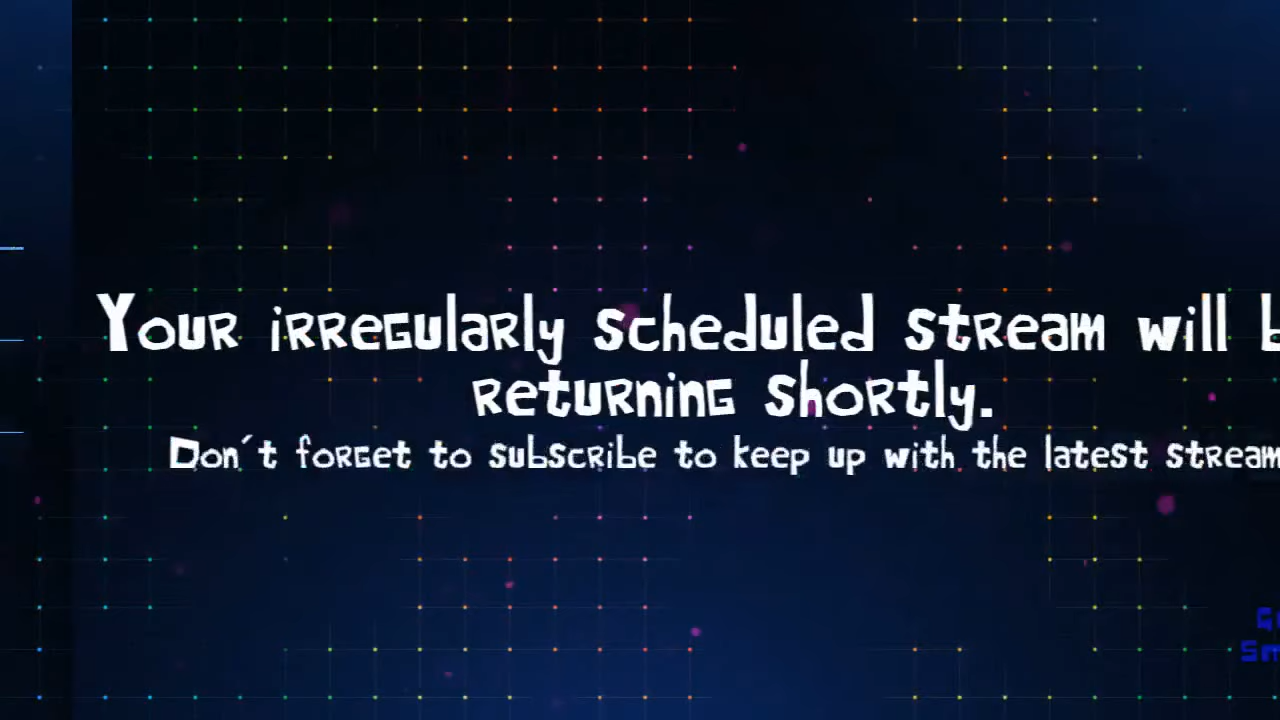 Your irregularly scheduled stream will b
returning shortly.
Don't forget to subscribe to keep up with the latest stream